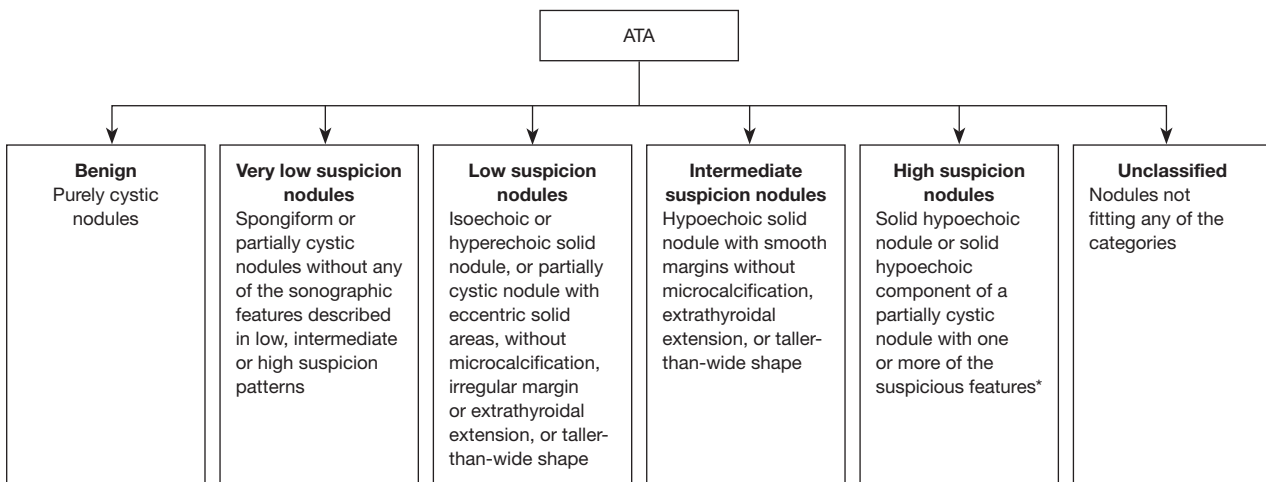 ATA
Benign
Purely cystic
nodules
Very low suspicion
nodules
Spongiform or
partially cystic
nodules without any
of the sonographic
features described
in low, intermediate
or high suspicion
patterns
Low suspicion
nodules
Isoechoic or
hyperechoic solid
nodule, or partially
cystic nodule with
eccentric solid
areas, without
microcalcification,
irregular margin
or extrathyroidal
extension, or taller-
than-wide shape
Intermediate
suspicion nodules
Hypoechoic solid
nodule with smooth
margins without
microcalcification,
extrathyroidal
extension, or taller-
than-wide shape
High suspicion
nodules
Solid hypoechoic
nodule or solid
hypoechoic
component of a
partially cystic
nodule with one
or more of the
suspicious features*
Unclassified
Nodules not
fitting any of the
categories